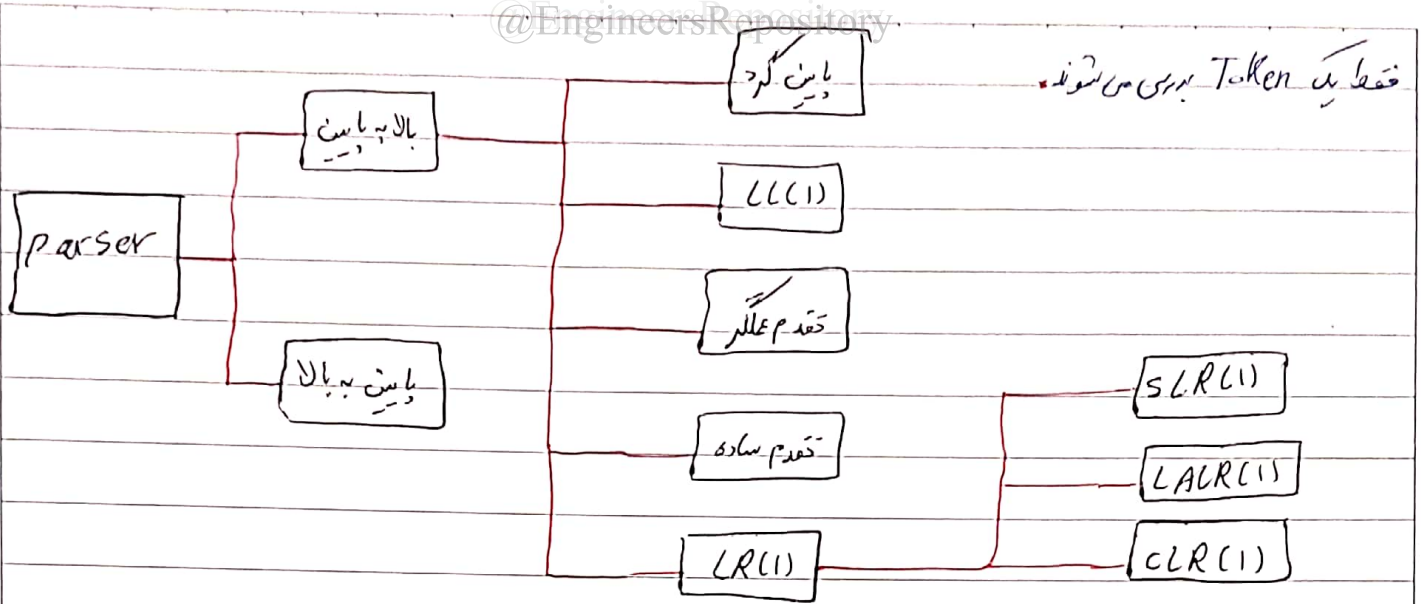 @EngineersRepository
فقط یک Token بررسی می شوند.
پایین گرد
بالا به پایین
LL(1)
parser
تقدم عملگر
پایین به بالا
SLR(1)
تقدم ساده
LALR(1)
LR(1)
CLR(1)